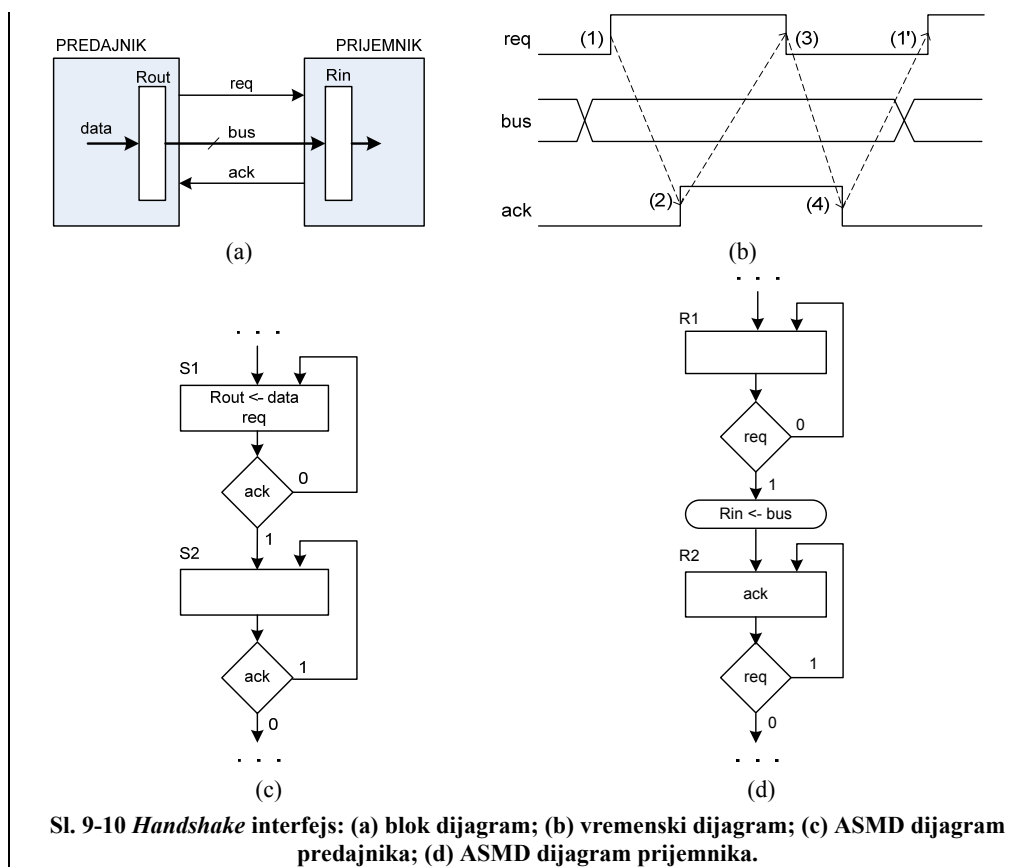 PREDAJNIK
PRIJEMNIK
Rout
req
Rin
data
bus
ack
(a)
req
(1)
(3)
(1')
bus
ack
(2)
(4)
(b)
. . .
S1
Rout <- data
req
ack
0
1
S2
ack
1
0
. . .
(c)
. . .
R1
req
0
1
Rin <- bus
R2
ack
req
1
0
. . .
(d)
Sl. 9-10 Handshake interfejs: (a) blok dijagram; (b) vremenski dijagram; (c) ASMD dijagram
predajnika; (d) ASMD dijagram prijemnika.